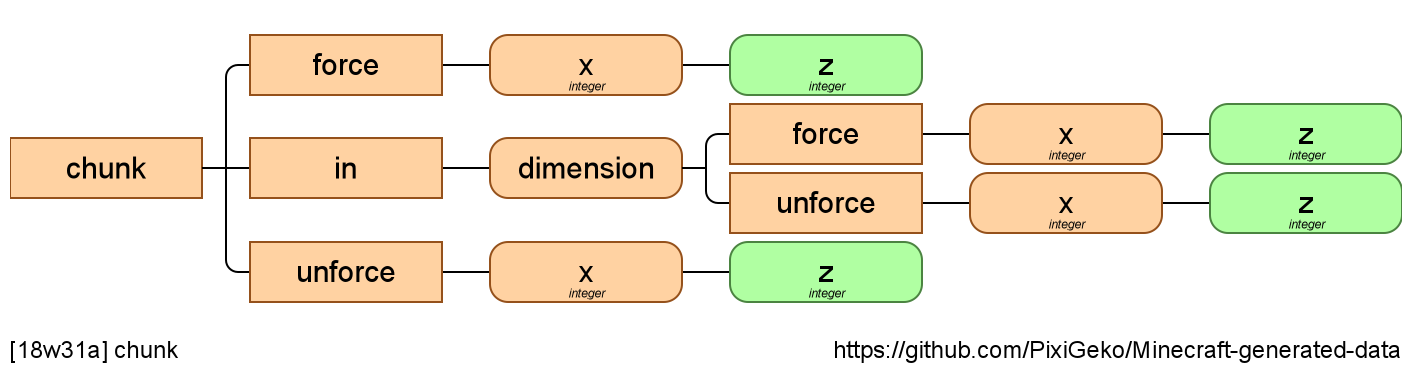 force x z
integer integer
force x z
integer integer
chunk in dimension
unforce x z
integer integer
unforce x z
integer integer
[18w31a] chunk
https://github.com/PixiGeko/Minecraft-generated-data